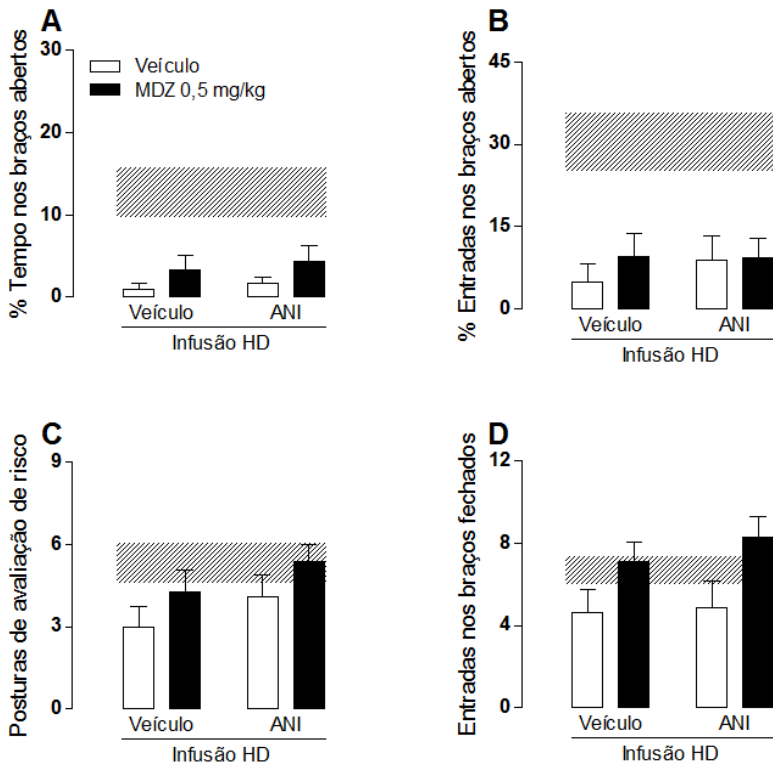 A
% Tempo nos braços abertos
30
20
10
0
Veículo
MDZ 0,5 mg/kg
Veículo
ANI
Infusão HD
B
% Entradas nos braços abertos
45
30
15
0
Veículo
ANI
Infusão HD
C
Posturas de avaliação de risco
9
6
3
0
Veículo
ANI
Infusão HD
D
Entradas nos braços fechados
12
8
4
0
Veículo
ANI
Infusão HD